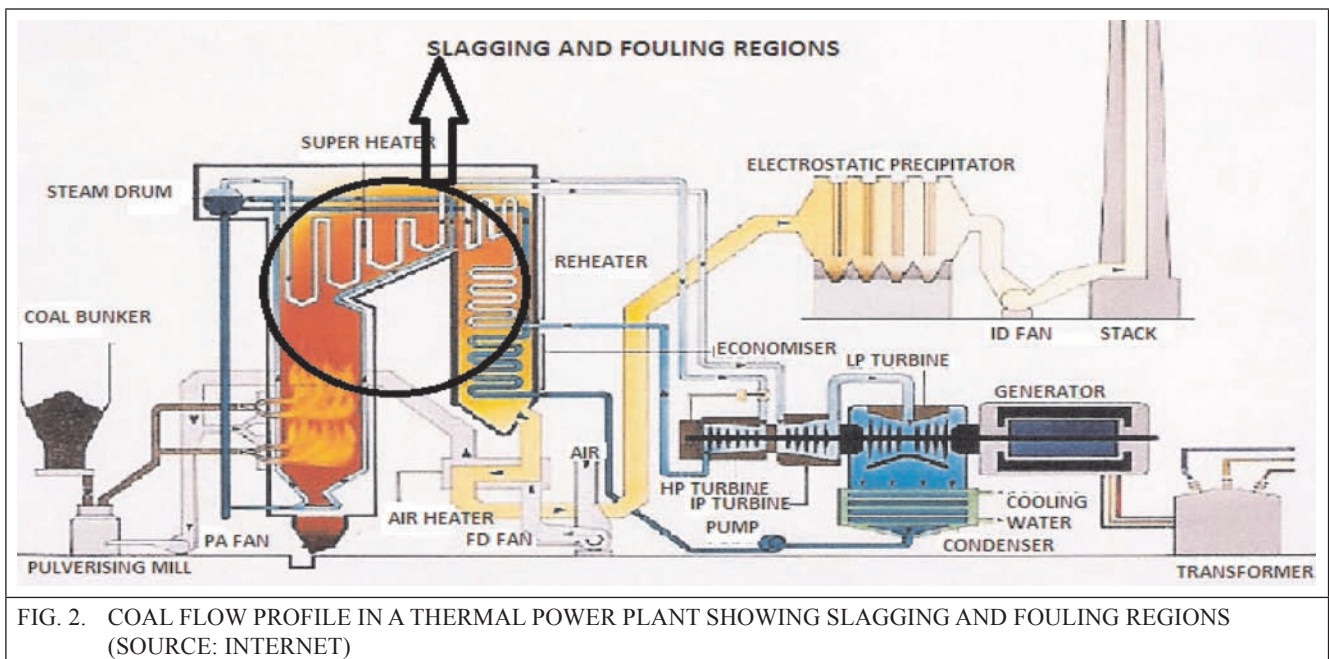 SLAGGING AND FOULING REGIONS
SUPER HEATER
STEAM DRUM
ELECTROSTATIC PRECIPITATOR
REHEATER
COAL BUNKER
ID FAN
STACK
ECONOMISER
LP TURBINE
GENERATOR
AIR
HP TURBINE
IP TURBINE
AIR HEATER
PUMP
COOLING
WATER
PA FAN
FD FAN
CONDENSER
PULVERISING MILL
TRANSFORMER
FIG. 2. COAL FLOW PROFILE IN A THERMAL POWER PLANT SHOWING SLAGGING AND FOULING REGIONS
(SOURCE: INTERNET)